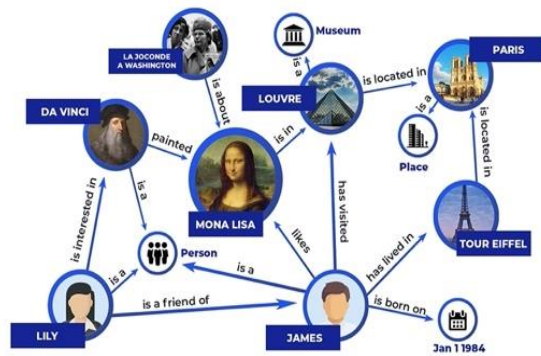 Museum
is a
LA JOCONDE
A WASHINGTON
PARIS
is located in
LOUVRE
is about
is a
is located in
DA VINCI
painted
is in
Place
is interested in
is a
MONA LISA
has visited
TOUR EIFFEL
likes
has lived in
Person
is a
is a
is a friend of
is born on
LILY
JAMES
Jan 1 1984